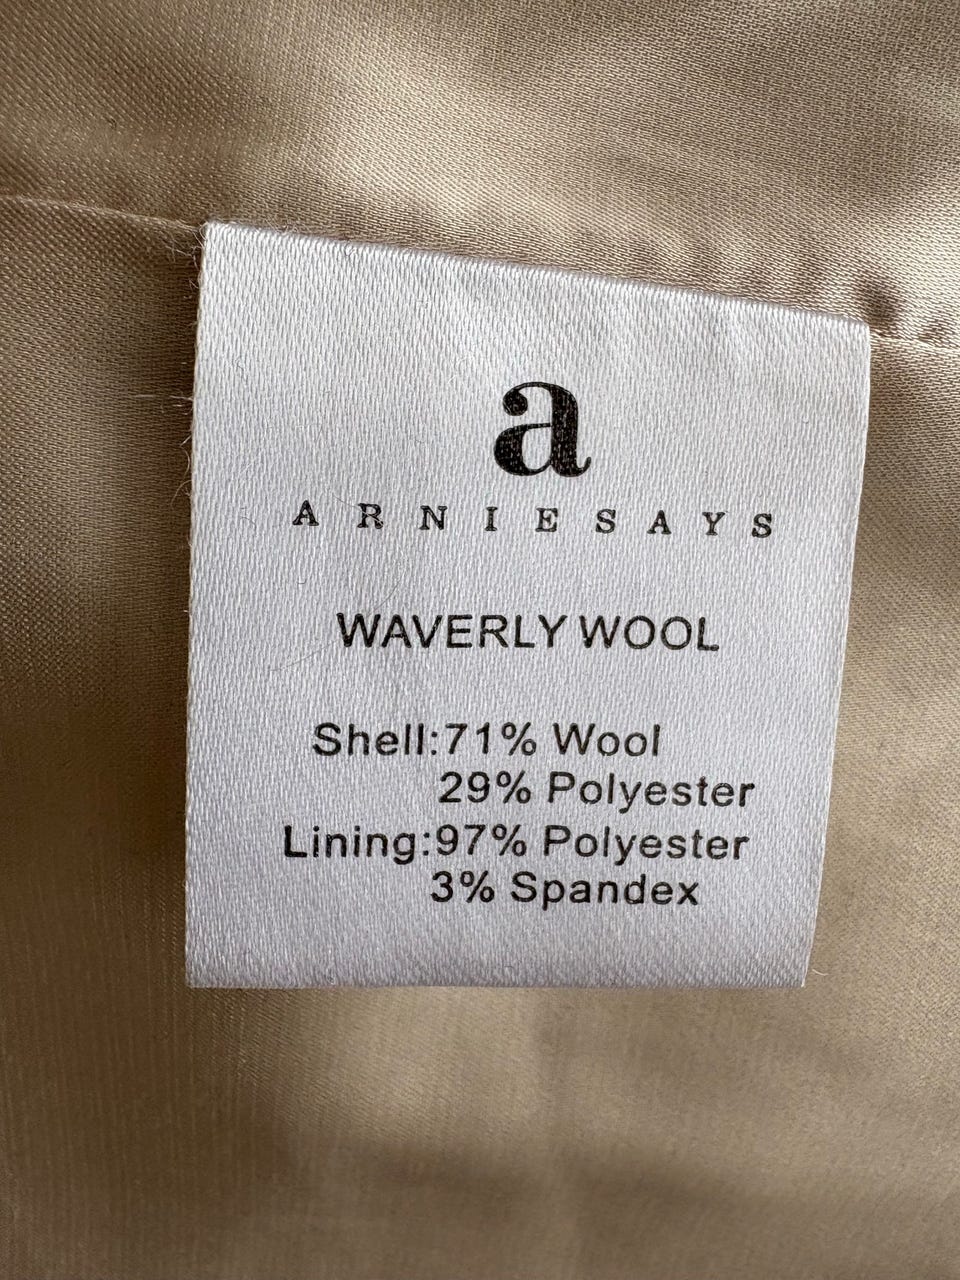 a
ARNIESAYS
WAVERLY WOOL
Shell:71% Wool
29% Polyester
Lining:97% Polyester
3% Spandex